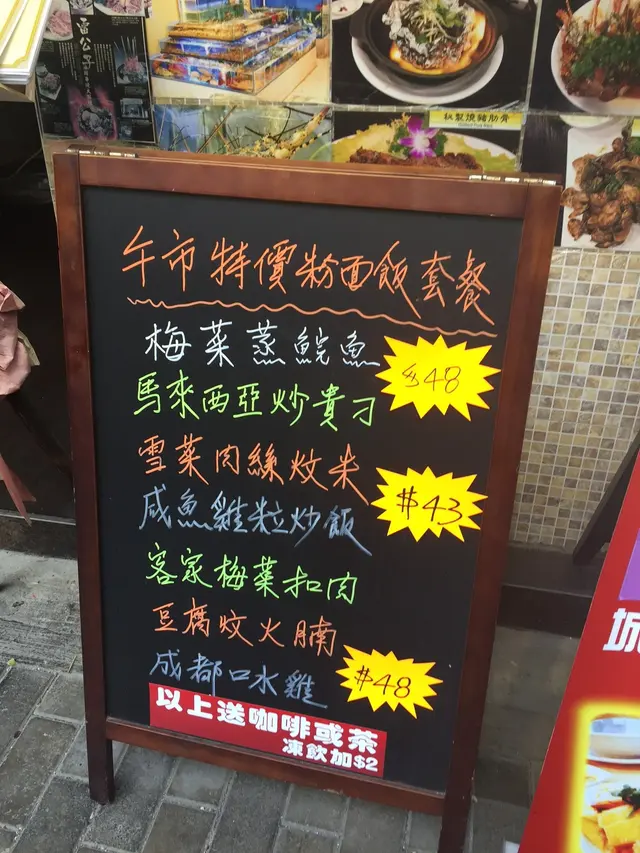 雷公
秘製燒豬肋骨
午市特價粉面飯套餐
梅菜蒸鯇魚
$48
馬來西亞炒貴刁
雪菜肉絲炆米
$43
咸魚雞粒炒飯
客家梅菜扣肉
豆腐炆火腩
成都口水雞
$48
以上送咖啡或茶
凍飲加$2
城